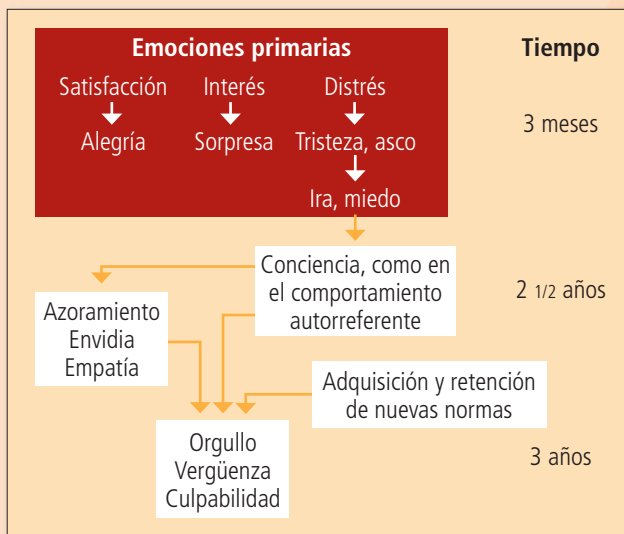 Emociones primarias
Tiempo
Satisfacción Interés Distrés
Alegría Sorpresa Tristeza, asco
3 meses
Ira, miedo
Conciencia, como en
el comportamiento
autorreferente
2 1/2 años
Azoramiento
Envidia
Empatía
Adquisición y retención
de nuevas normas
Orgullo
Vergüenza
Culpabilidad
3 años